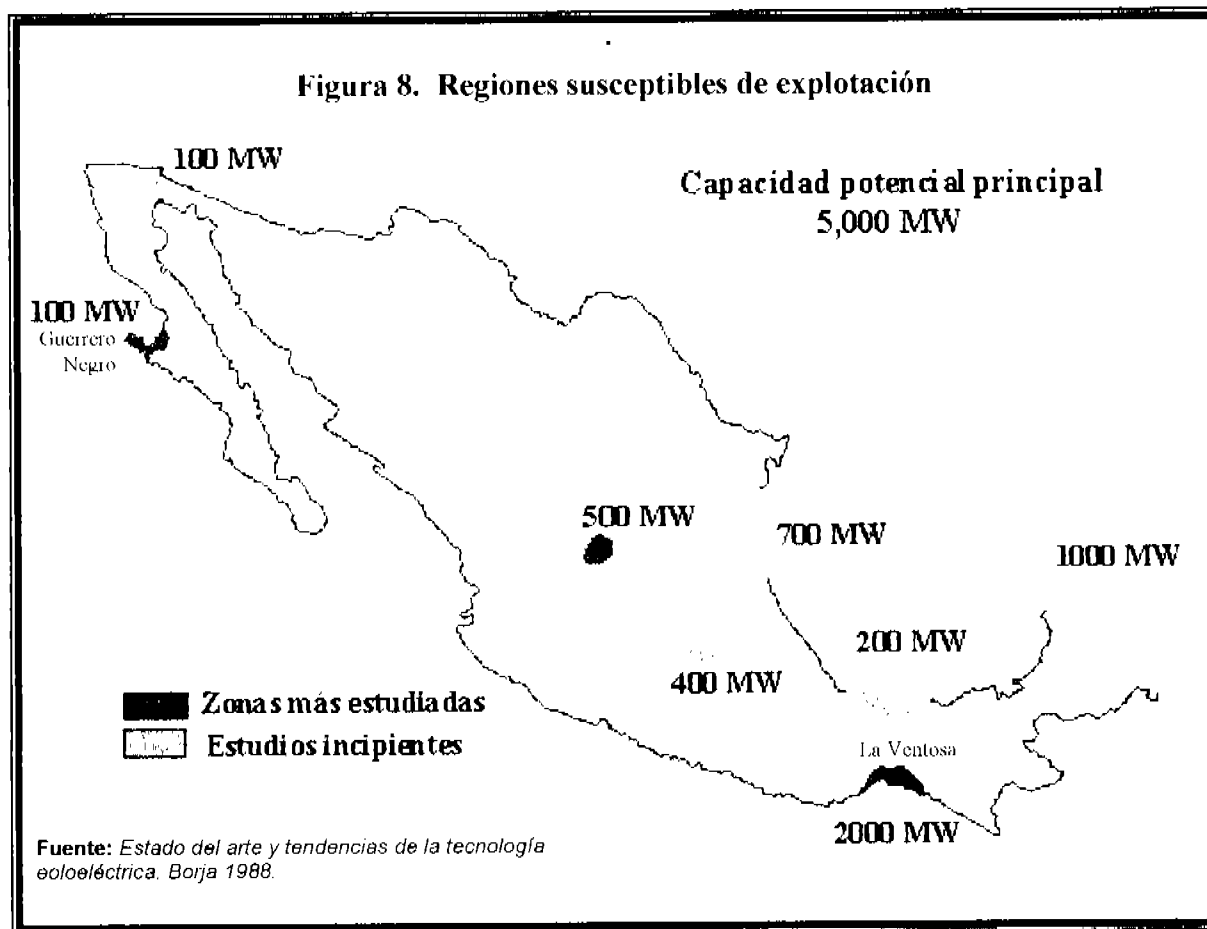 Figura 8. Regiones susceptibles de explotación
100 MW
Capacidad potencial principal
5,000 MW
100 MW
Guerrero
Negro
500 MW
700 MW
1000 MW
200 MW
400 MW
Zonas más estudiadas
Estudios incipientes
La Ventosa
2000 MW
Fuente: Estado del arte y tendencias de la tecnología
eoloeléctrica. Borja 1988.